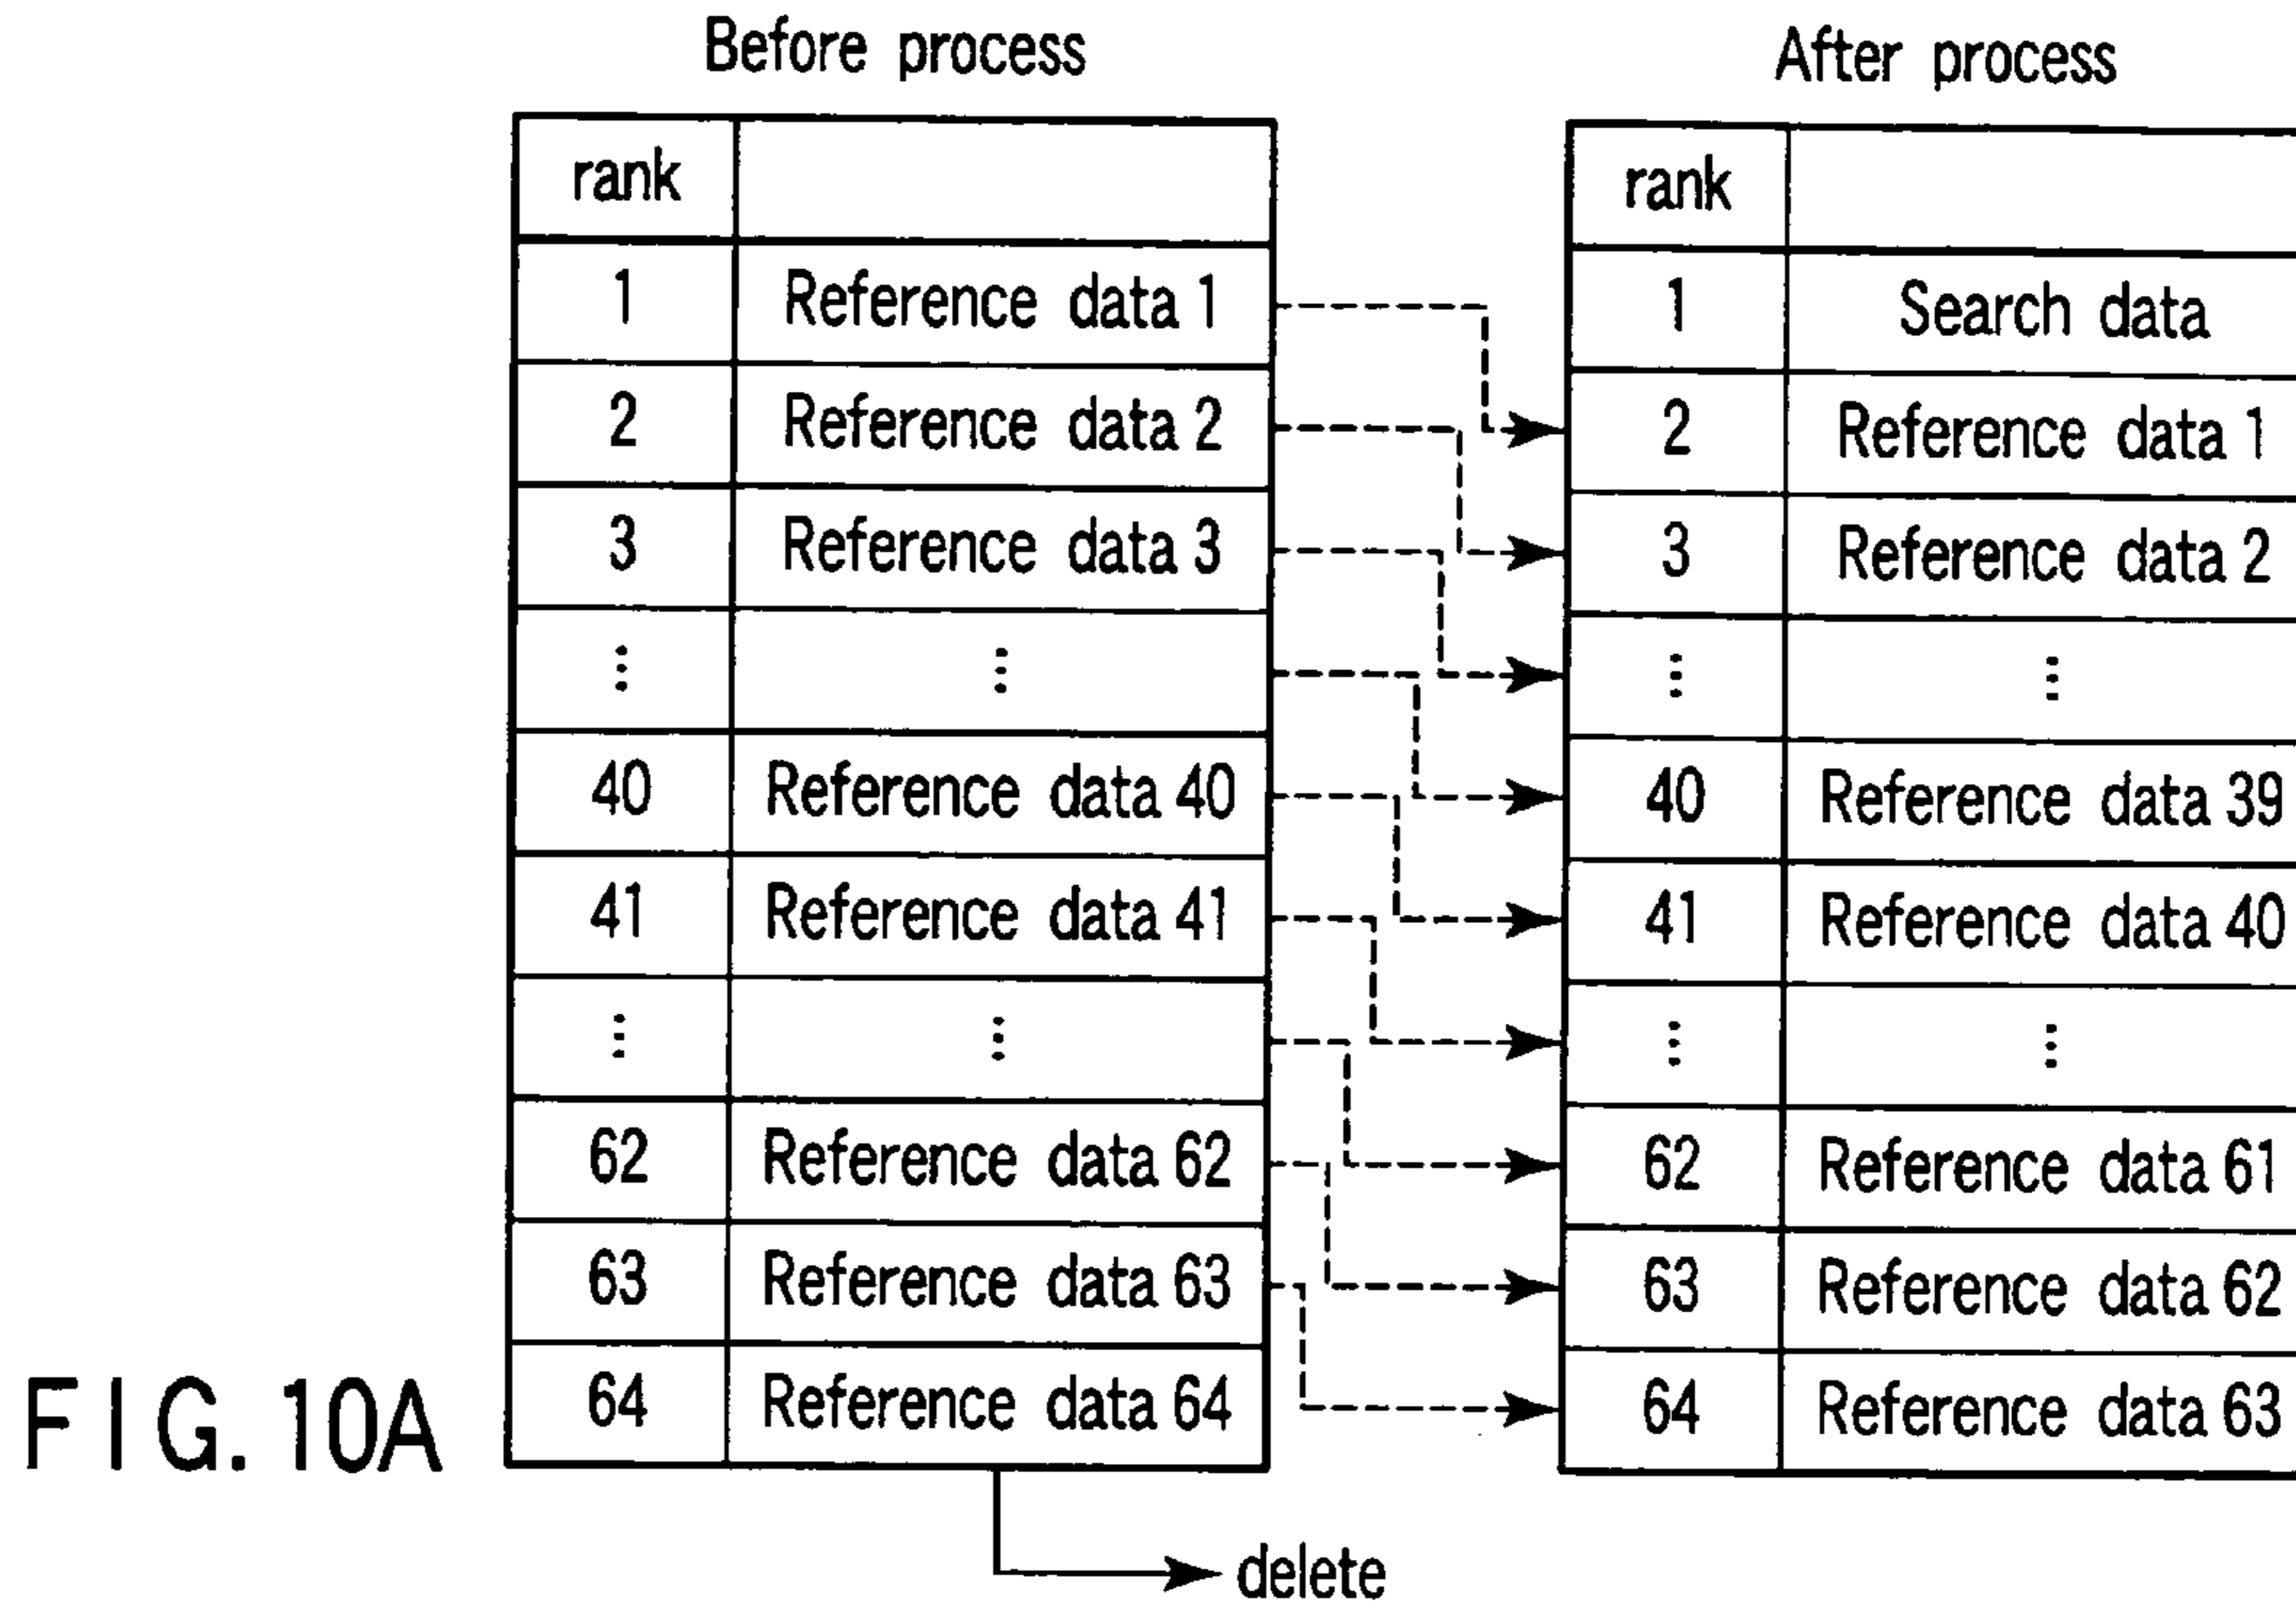 Before process
rank
1 Reference data 1
2 Reference data 2
3 Reference data 3
⋮ ⋮
40 Reference data 40
41 Reference data 41
⋮ ⋮
62 Reference data 62
63 Reference data 63
64 Reference data 64
delete
After process
rank
1 Search data
2 Reference data 1
3 Reference data 2
⋮ ⋮
40 Reference data 39
41 Reference data 40
⋮ ⋮
62 Reference data 61
63 Reference data 62
64 Reference data 63
FIG. 10A